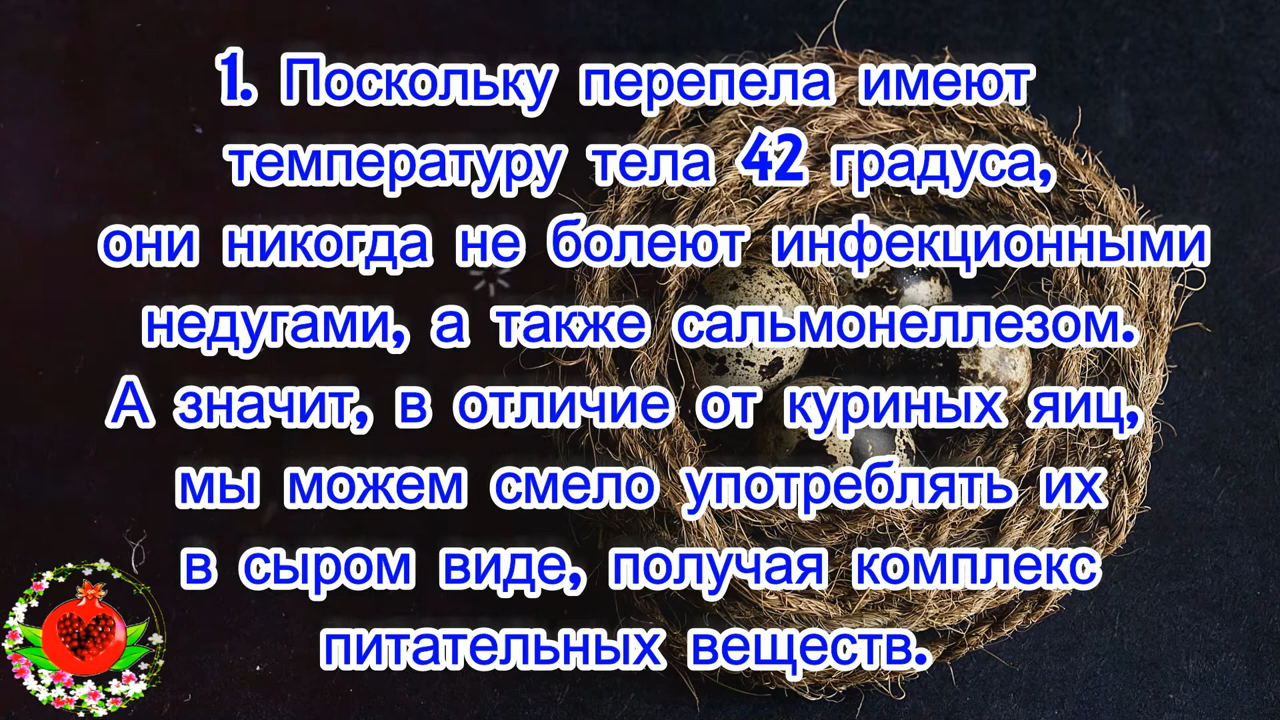 1. Поскольку перепела имеют
температуру тела 42 градуса,
они никогда не болеют инфекционными
недугами, а также сальмонеллезом.
А значит, в отличие от куриных яиц,
мы можем смело употреблять их
в сыром виде, получая комплекс
питательных веществ.